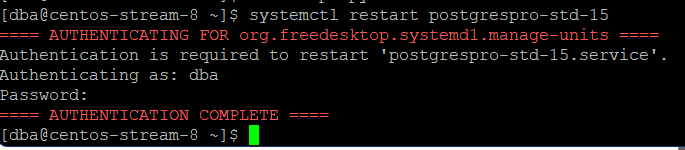 [dba@centos-stream-8 ~]$ systemctl restart postgrespro-std-15
==== AUTHENTICATING FOR org.freedesktop.systemd1.manage-units ====
Authentication is required to restart 'postgrespro-std-15.service'.
Authenticating as: dba
Password:
==== AUTHENTICATION COMPLETE ====
[dba@centos-stream-8 ~]$